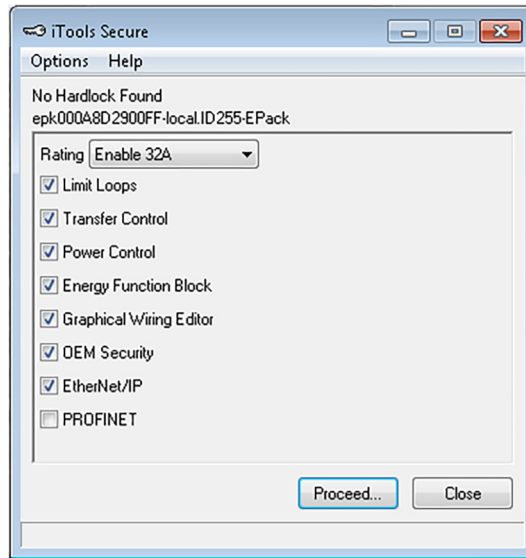 iTools Secure
Options Help
No Hardlock Found
epk000A8D2900FF-local.ID255-EPack
Rating Enable 32A
Limit Loops
Transfer Control
Power Control
Energy Function Block
Graphical Wiring Editor
OEM Security
EtherNet/IP
PROFINET
Proceed... Close